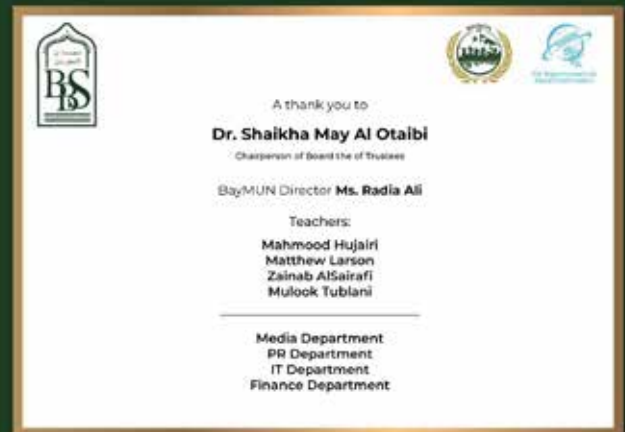 BBS
A thank you to
Dr. Shaikha May Al Otaibi
Chairperson of Board the of Trustees
BayMUN Director Ms. Radia Ali
Teachers:
Mahmood Hujairi
Matthew Larson
Zainab AlSairafi
Mulook Tublani
Media Department
PR Department
IT Department
Finance Department